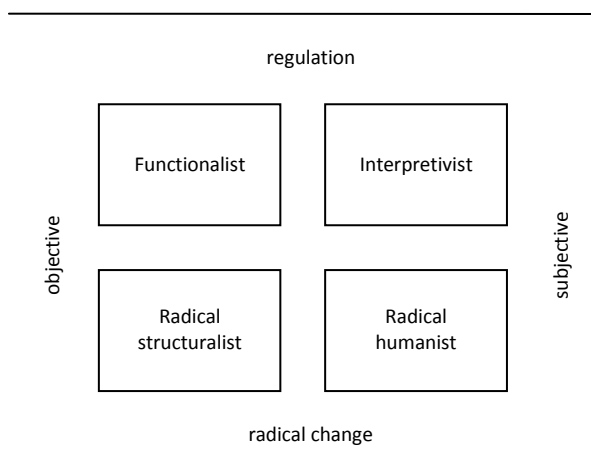 regulation
Functionalist
Interpretivist
objective
subjective
Radical
structuralist
Radical
humanist
radical change